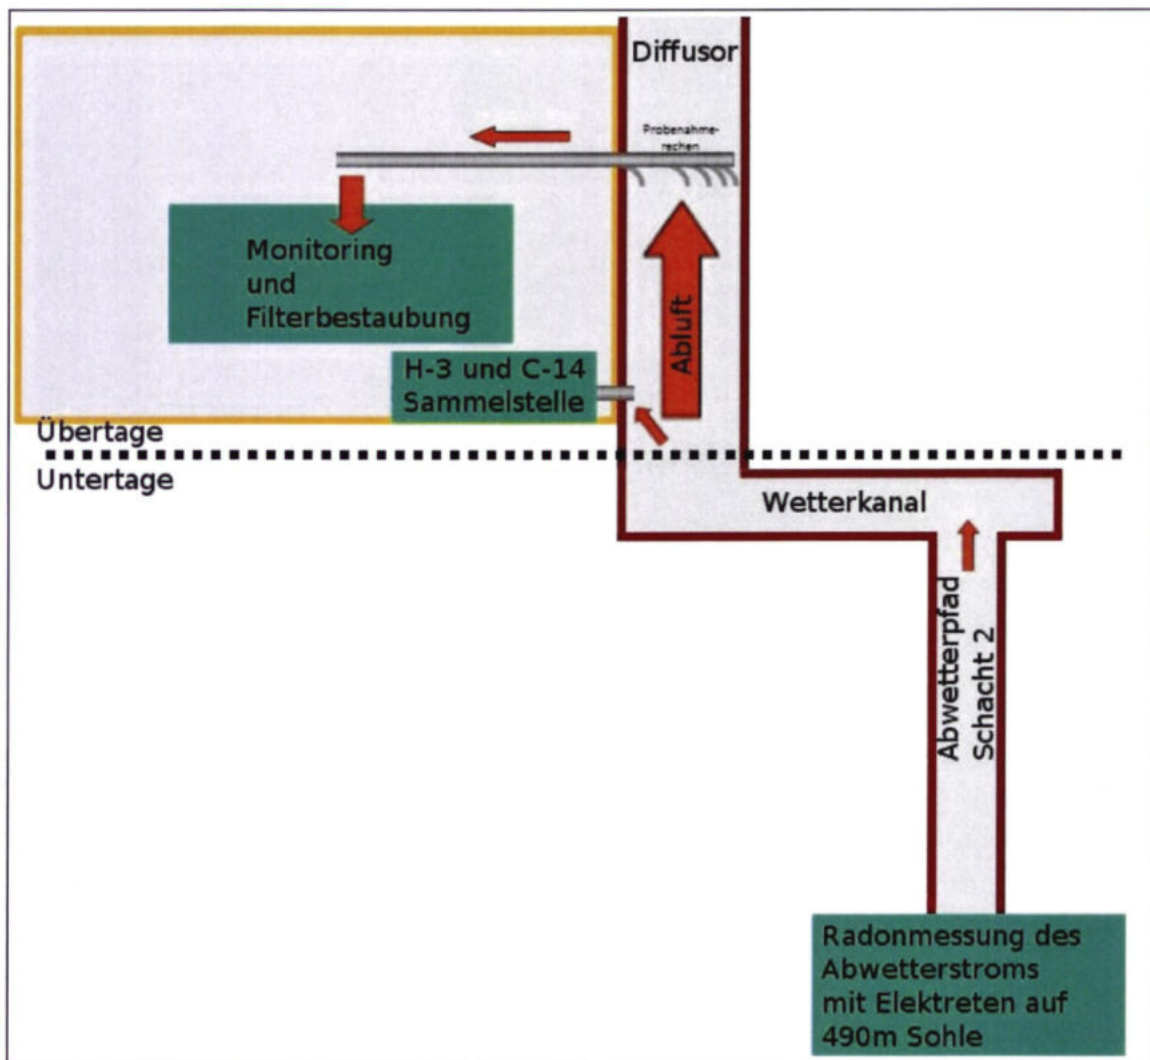 Diffusor
Probenahme-
rechen
Monitoring
und
Filterbestaubung
Abluft
H-3 und C-14
Sammelstelle
Übertage
Untertage
Wetterkanal
Abwetterpfad
Schacht 2
Radonmessung des
Abwetterstroms
mit Elektreten auf
490m Sohle